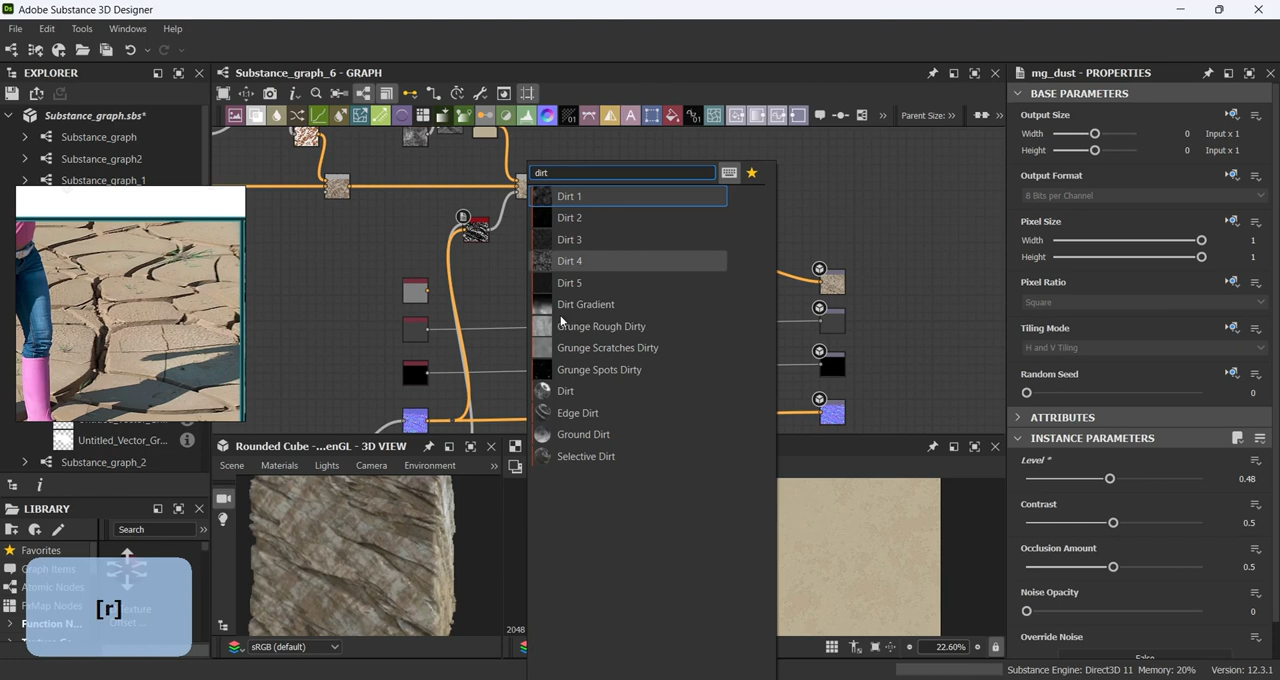 Adobe Substance 3D Designer
File Edit Tools Windows Help
EXPLORER
Substance_graph_6 - GRAPH
mg_dust - PROPERTIES
Substance_graph.sbs*
Substance_graph
Substance_graph2
Substance_graph_1
Untitled_Vector_Gr...
Substance_graph_2
Parent Size:
dirt
Dirt 1
Dirt 2
Dirt 3
Dirt 4
Dirt 5
Dirt Gradient
Grunge Rough Dirty
Grunge Scratches Dirty
Grunge Spots Dirty
Dirt
Edge Dirt
Ground Dirt
Selective Dirt
Rounded Cube -...enGL - 3D VIEW
Scene Materials Lights Camera Environment
sRGB (default)
2048
22.60%
LIBRARY
Search
Favorites
Graph Items
Atomic Nodes
FxMap Nodes
Function N...
Offset ...
[r]
BASE PARAMETERS
Output Size
Width 0 Input x 1
Height 0 Input x 1
Output Format
8 Bits per Channel
Pixel Size
Width 1
Height 1
Pixel Ratio
Square
Tiling Mode
H and V Tiling
Random Seed
0
ATTRIBUTES
INSTANCE PARAMETERS
Level *
0.48
Contrast
0.5
Occlusion Amount
0.5
Noise Opacity
0
Override Noise
False
Substance Engine: Direct3D 11 Memory: 20% Version: 12.3.1